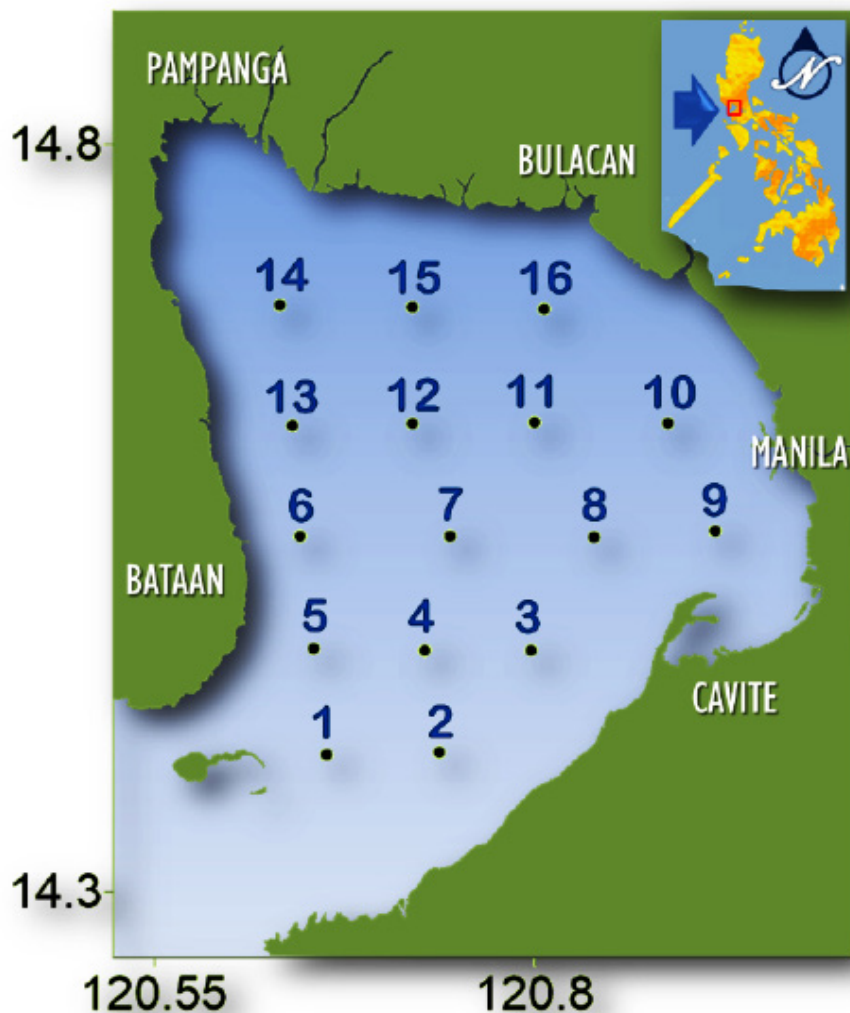 PAMPANGA
N
14.8
BULACAN
14 15 16
13 12 11 10
MANILA
6 7 8 9
BATAAN
5 4 3
CAVITE
1 2
14.3
120.55 120.8